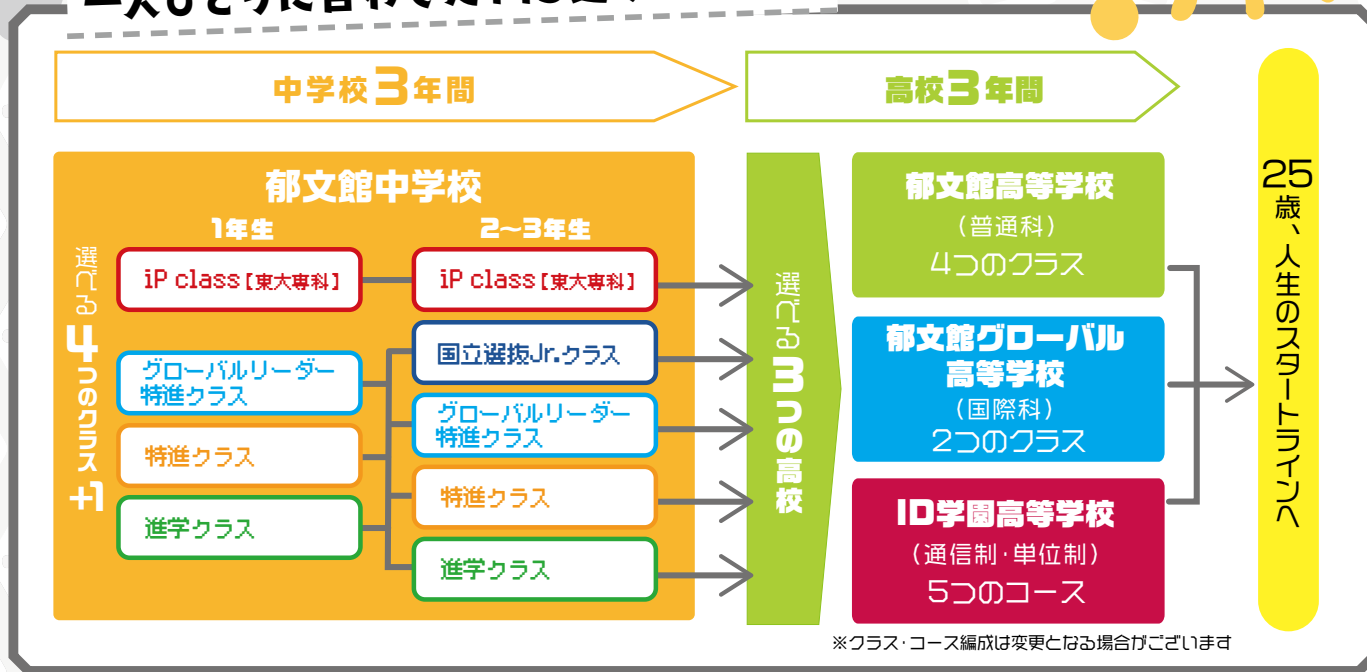 中学校3年間
高校3年間
郁文館中学校
1年生
2〜3年生
選べる4つのクラス+1
iP class[東大専科]
グローバルリーダー
特進クラス
特進クラス
進学クラス
iP class[東大専科]
国立選抜Jr.クラス
グローバルリーダー
特進クラス
特進クラス
進学クラス
選べる3つの高校
郁文館高等学校
(普通科)
4つのクラス
郁文館グローバル
高等学校
(国際科)
2つのクラス
ID学園高等学校
(通信制・単位制)
5つのコース
25歳、人生のスタートラインへ
※クラス・コース編成は変更となる場合がございます